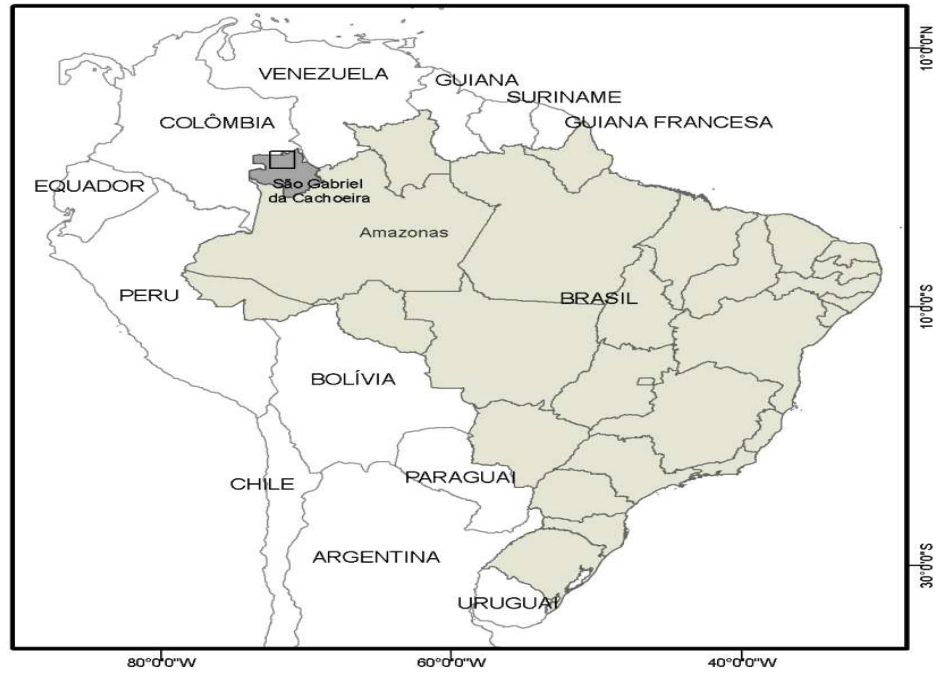 VENEZUELA
GUIANA
SURINAME
COLÔMBIA
GUIANA FRANCESA
EQUADOR
São Gabriel
da Cachoeira
Amazonas
PERU
BRASIL
BOLÍVIA
PARAGUAI
CHILE
ARGENTINA
URUGUAI
10°0'0"N
10°0'0"S
30°0'0"S
80°0'0"W
60°0'0"W
40°0'0"W